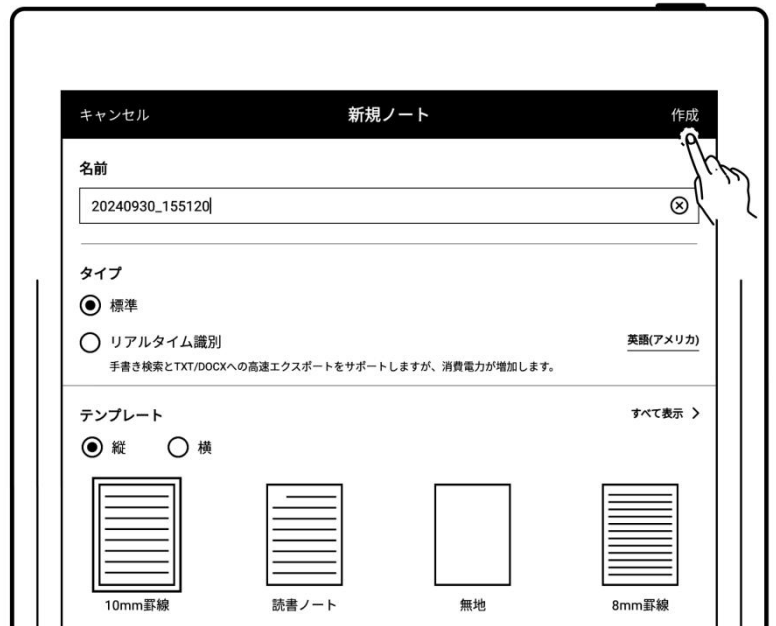 キャンセル 新規ノート 作成
名前
20240930_155120
タイプ
標準
リアルタイム識別 英語(アメリカ)
手書き検索とTXT/DOCXへの高速エクスポートをサポートしますが、消費電力が増加します。
テンプレート すべて表示
縦 横
10mm罫線 読書ノート 無地 8mm罫線